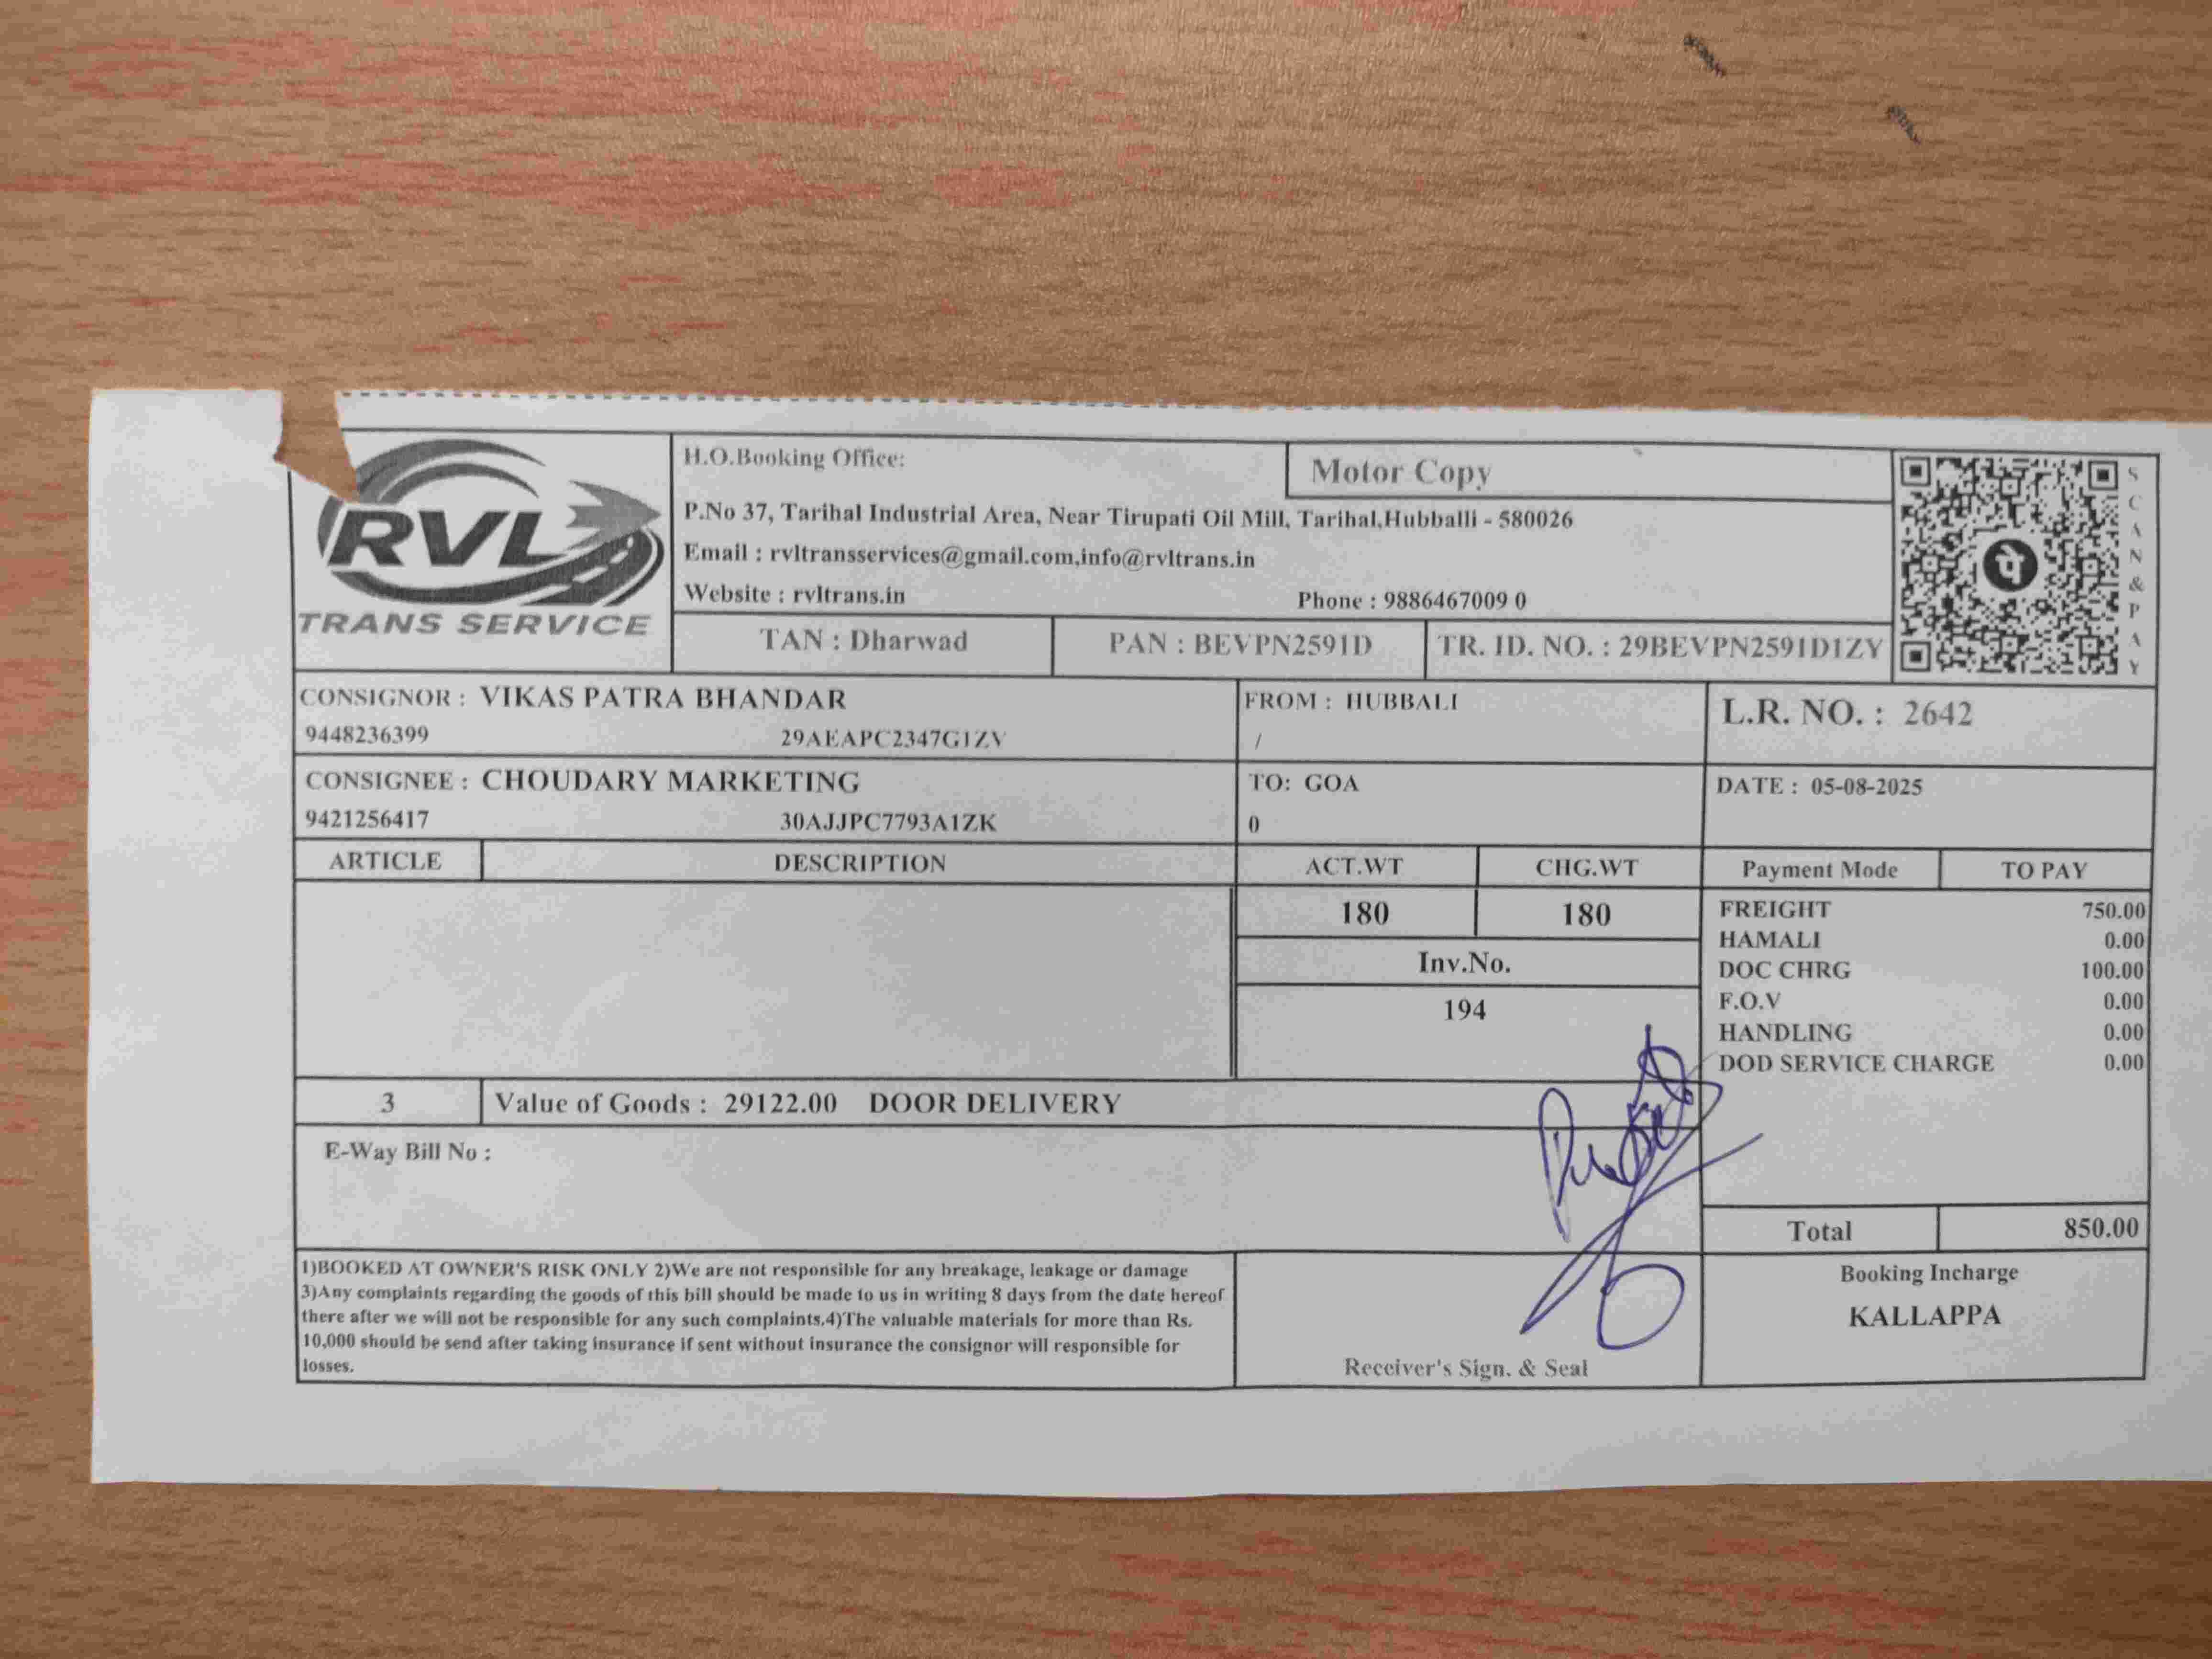 RVL
TRANS SERVICE
H.O.Booking Office:
Motor Copy
P.No 37, Tarihal Industrial Area, Near Tirupati Oil Mill, Tarihal,Hubballi - 580026
Email : rvltransservices@gmail.com,info@rvltrans.in
Website : rvltrans.in Phone : 9886467009 0
TAN : Dharwad PAN : BEVPN2591D TR. ID. NO. : 29BEVPN2591D1ZY
पे
SCAN & PAY
CONSIGNOR : VIKAS PATRA BHANDAR FROM : HUBBALI L.R. NO. : 2642
9448236399 29AEAPC2347G1ZV /
CONSIGNEE : CHOUDARY MARKETING TO: GOA DATE : 05-08-2025
9421256417 30AJJPC7793A1ZK 0
ARTICLE DESCRIPTION ACT.WT CHG.WT Payment Mode TO PAY
180 180
Inv.No.
194
FREIGHT 750.00
HAMALI 0.00
DOC CHRG 100.00
F.O.V 0.00
HANDLING 0.00
DOD SERVICE CHARGE 0.00
3 Value of Goods : 29122.00 DOOR DELIVERY
E-Way Bill No :
Total 850.00
1)BOOKED AT OWNER'S RISK ONLY 2)We are not responsible for any breakage, leakage or damage
3)Any complaints regarding the goods of this bill should be made to us in writing 8 days from the date hereof
there after we will not be responsible for any such complaints.4)The valuable materials for more than Rs.
10,000 should be send after taking insurance if sent without insurance the consignor will responsible for
losses.
Receiver's Sign. & Seal
Booking Incharge
KALLAPPA